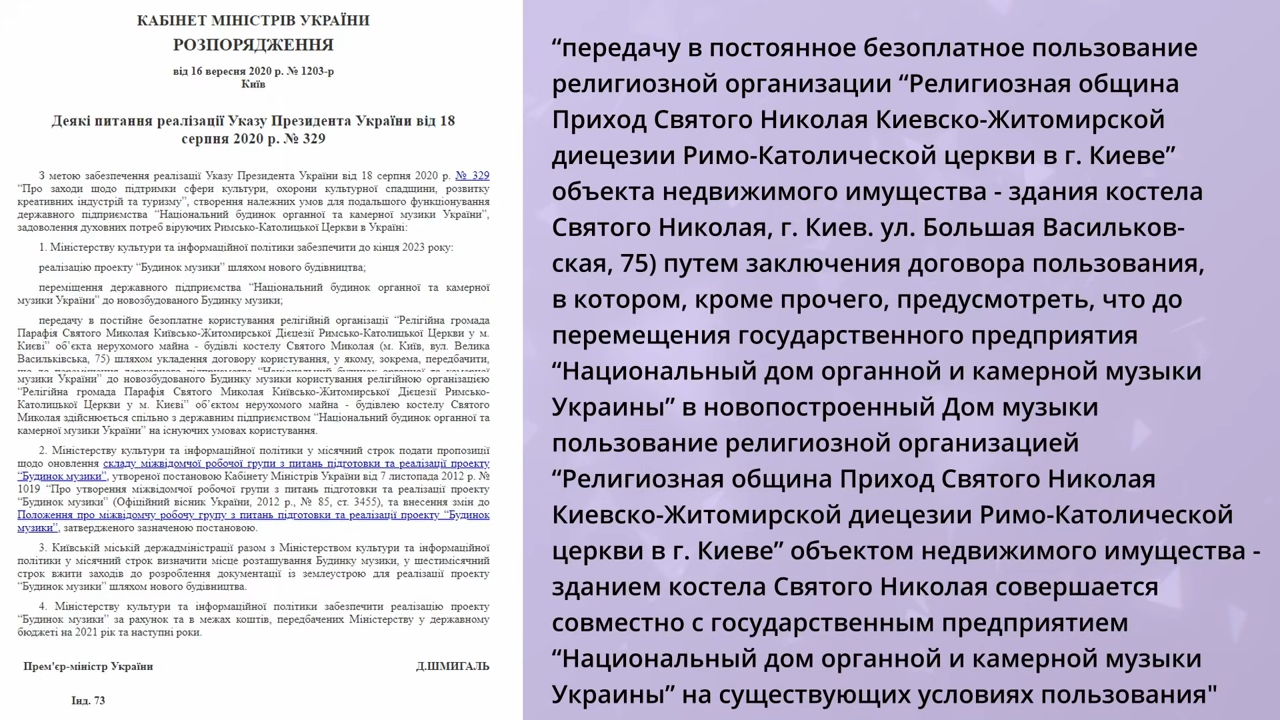 КАБІНЕТ МІНІСТРІВ УКРАЇНИ
РОЗПОРЯДЖЕННЯ
від 16 вересня 2020 р. № 1203-р
Київ
Деякі питання реалізації Указу Президента України від 18
серпня 2020 р. № 329
З метою забезпечення реалізації Указу Президента України від 18 серпня 2020 р. № 329
“Про заходи щодо підтримки сфери культури, охорони культурної спадщини, розвитку
креативних індустрій та туризму”, створення належних умов для подальшого функціонування
державного підприємства “Національний будинок органної та камерної музики України”,
задоволення духовних потреб віруючих Римсько-Католицької Церкви в Україні:
1. Міністерству культури та інформаційної політики забезпечити до кінця 2023 року:
реалізацію проекту “Будинок музики” шляхом нового будівництва;
переміщення державного підприємства “Національний будинок органної та камерної
музики України” до новозбудованого Будинку музики;
передачу в постійне безоплатне користування релігійній організації “Релігійна громада
Парафія Святого Миколая Київсько-Житомирської Дієцезії Римсько-Католицької Церкви у м.
Києві” об’єкта нерухомого майна - будівлі костелу Святого Миколая (м. Київ, вул. Велика
Васильківська, 75) шляхом укладення договору користування, у якому, зокрема, передбачити,
музики України” до новозбудованого Будинку музики користування релігійною організацією
“Релігійна громада Парафія Святого Миколая Київсько-Житомирської Дієцезії Римсько-
Католицької Церкви у м. Києві” об’єктом нерухомого майна - будівлею костелу Святого
Миколая здійснюється спільно з державним підприємством “Національний будинок органної та
камерної музики України” на існуючих умовах користування.
2. Міністерству культури та інформаційної політики у місячний строк подати пропозиції
щодо оновлення складу міжвідомчої робочої групи з питань підготовки та реалізації проекту
“Будинок музики”, утвореної постановою Кабінету Міністрів України від 7 листопада 2012 р. №
1019 “Про утворення міжвідомчої робочої групи з питань підготовки та реалізації проекту
“Будинок музики” (Офіційний вісник України, 2012 р., № 85, ст. 3455), та внесення змін до
Положення про міжвідомчу робочу групу з питань підготовки та реалізації проекту “Будинок
музики”, затвердженого зазначеною постановою.
3. Київській міській держадміністрації разом з Міністерством культури та інформаційної
політики у місячний строк визначити місце розташування Будинку музики, у шестимісячний
строк вжити заходів до розроблення документації із землеустрою для реалізації проекту
“Будинок музики” шляхом нового будівництва.
4. Міністерству культури та інформаційної політики забезпечити реалізацію проекту
“Будинок музики” за рахунок та в межах коштів, передбачених Міністерству у державному
бюджеті на 2021 рік та наступні роки.
Прем'єр-міністр України Д.ШМИГАЛЬ
Інд. 73
“передачу в постоянное безоплатное пользование
религиозной организации “Религиозная община
Приход Святого Николая Киевско-Житомирской
диецезии Римо-Католической церкви в г. Киеве”
объекта недвижимого имущества - здания костела
Святого Николая, г. Киев. ул. Большая Васильков-
ская, 75) путем заключения договора пользования,
в котором, кроме прочего, предусмотреть, что до
перемещения государственного предприятия
“Национальный дом органной и камерной музыки
Украины” в новопостроенный Дом музыки
пользование религиозной организацией
“Религиозная община Приход Святого Николая
Киевско-Житомирской диецезии Римо-Католической
церкви в г. Киеве” объектом недвижимого имущества -
зданием костела Святого Николая совершается
совместно с государственным предприятием
“Национальный дом органной и камерной музыки
Украины” на существующих условиях пользования"